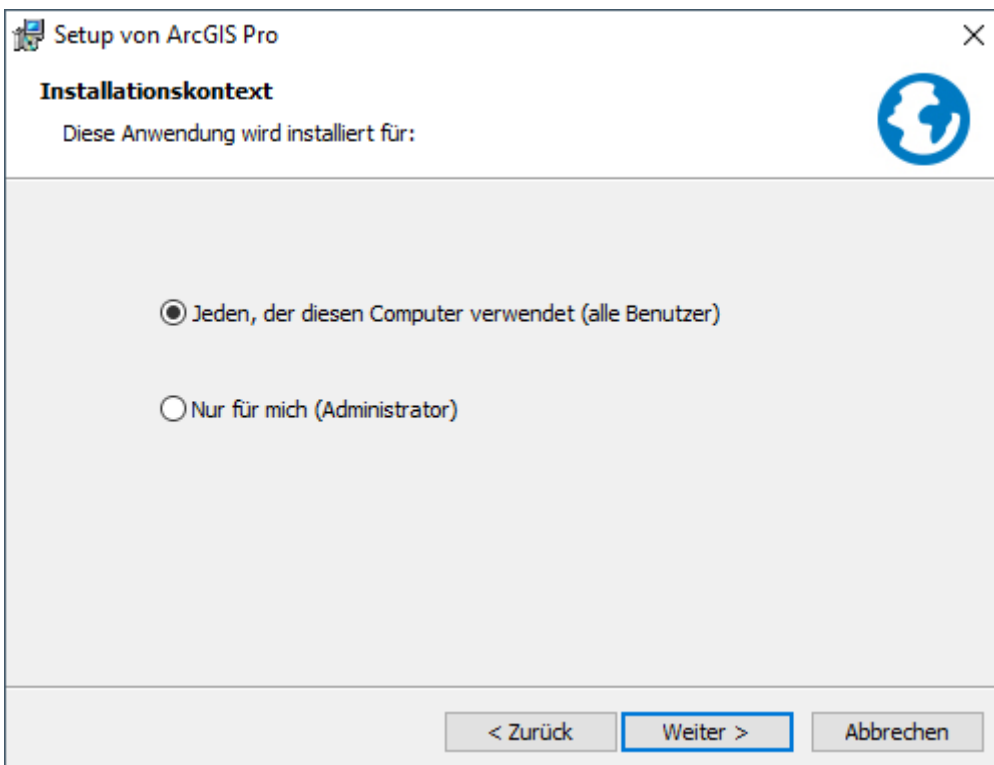 Setup von ArcGIS Pro
Installationskontext
Diese Anwendung wird installiert für:
Jeden, der diesen Computer verwendet (alle Benutzer)
Nur für mich (Administrator)
< Zurück
Weiter >
Abbrechen